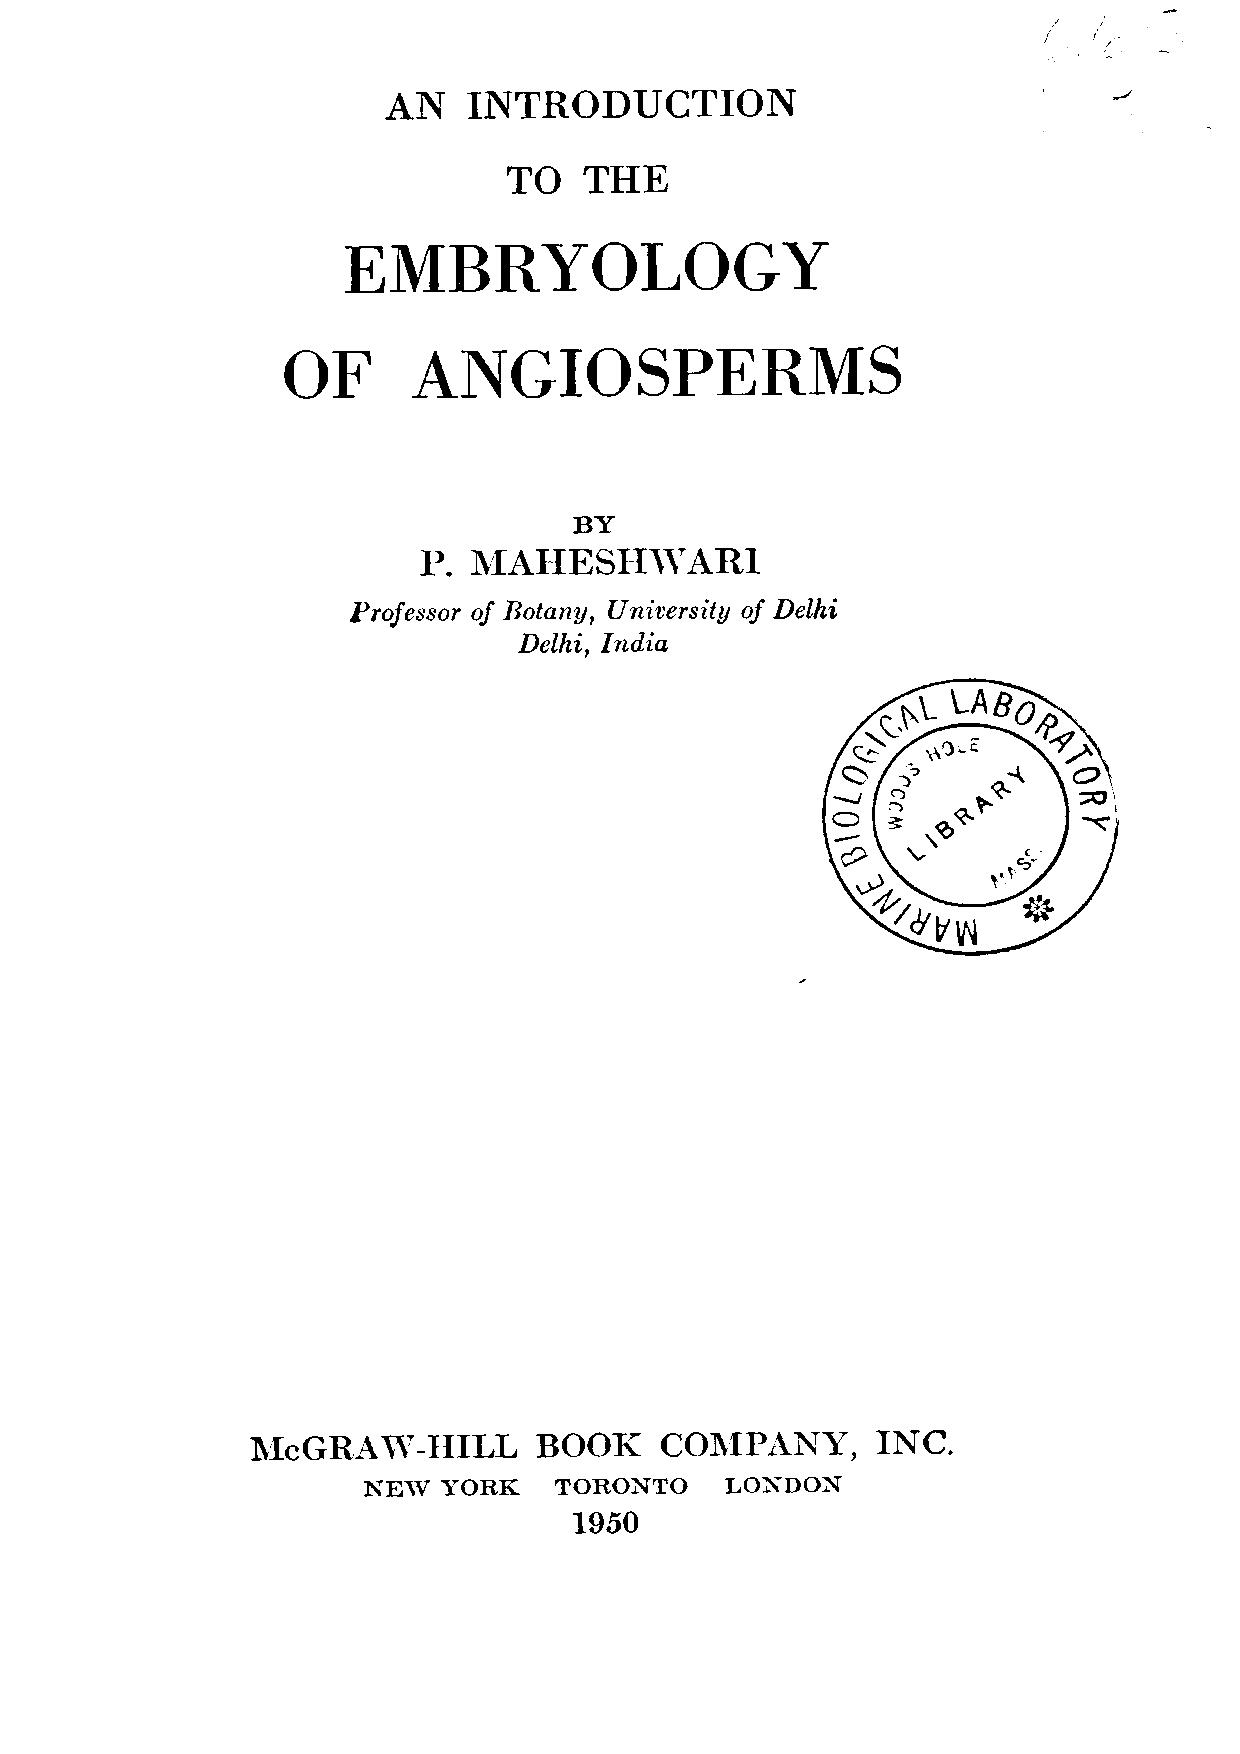 AN INTRODUCTION
TO THE
EMBRYOLOGY
OF ANGIOSPERMS
BY
P. MAHESHWARI
Professor of Botany, University of Delhi
Delhi, India
MARINE BIOLOGICAL LABORATORY
WOODS HOLE
LIBRARY
MASS.
McGRAW-HILL BOOK COMPANY, INC.
NEW YORK TORONTO LONDON
1950